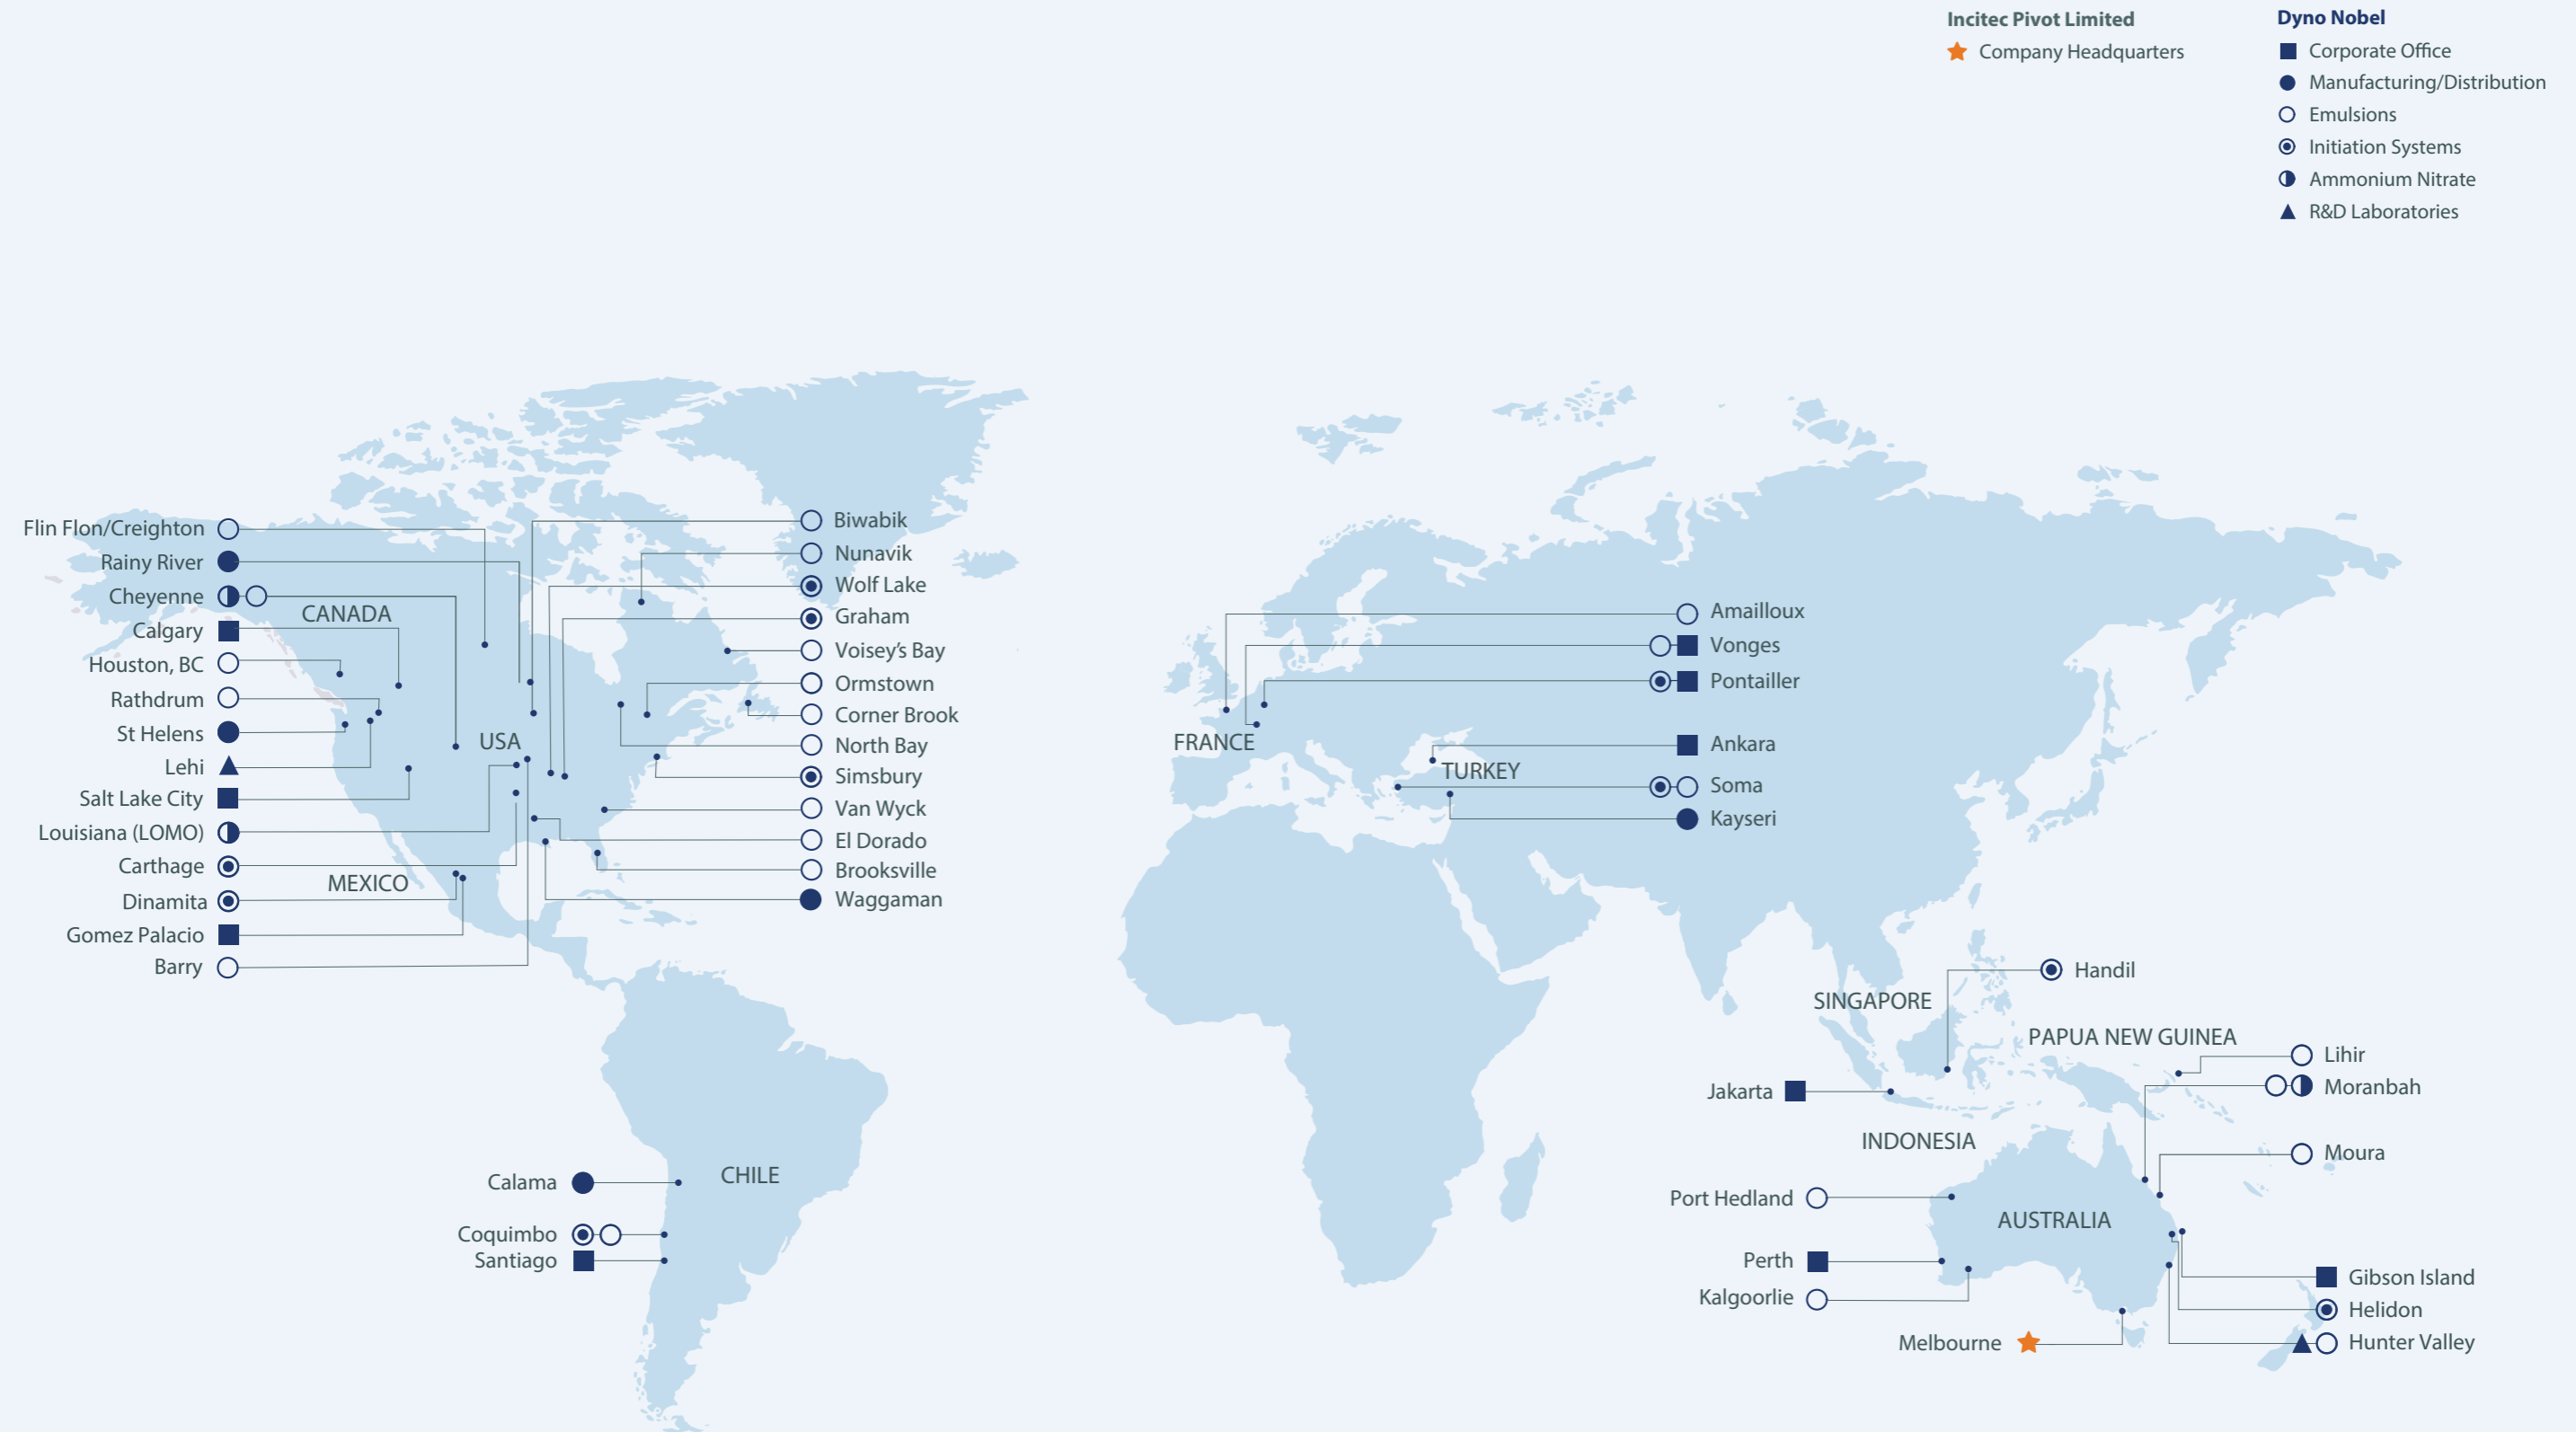 Incitec Pivot Limited
Company Headquarters
Dyno Nobel
Corporate Office
Manufacturing/Distribution
Emulsions
Initiation Systems
Ammonium Nitrate
R&D Laboratories
Flin Flon/Creighton
Rainy River
Cheyenne
CANADA
Calgary
Houston, BC
Rathdrum
St Helens
Lehi
USA
Salt Lake City
Louisiana (LOMO)
Carthage
MEXICO
Dinamita
Gomez Palacio
Barry
Biwabik
Nunavik
Wolf Lake
Graham
Voisey's Bay
Ormstown
Corner Brook
North Bay
Simsbury
Van Wyck
El Dorado
Brooksville
Waggaman
Calama
CHILE
Coquimbo
Santiago
Amailloux
Vonges
Pontailler
FRANCE
Ankara
TURKEY
Soma
Kayseri
Handil
SINGAPORE
PAPUA NEW GUINEA
Lihir
Moranbah
Jakarta
INDONESIA
Moura
Port Hedland
AUSTRALIA
Perth
Kalgoorlie
Melbourne
Gibson Island
Helidon
Hunter Valley